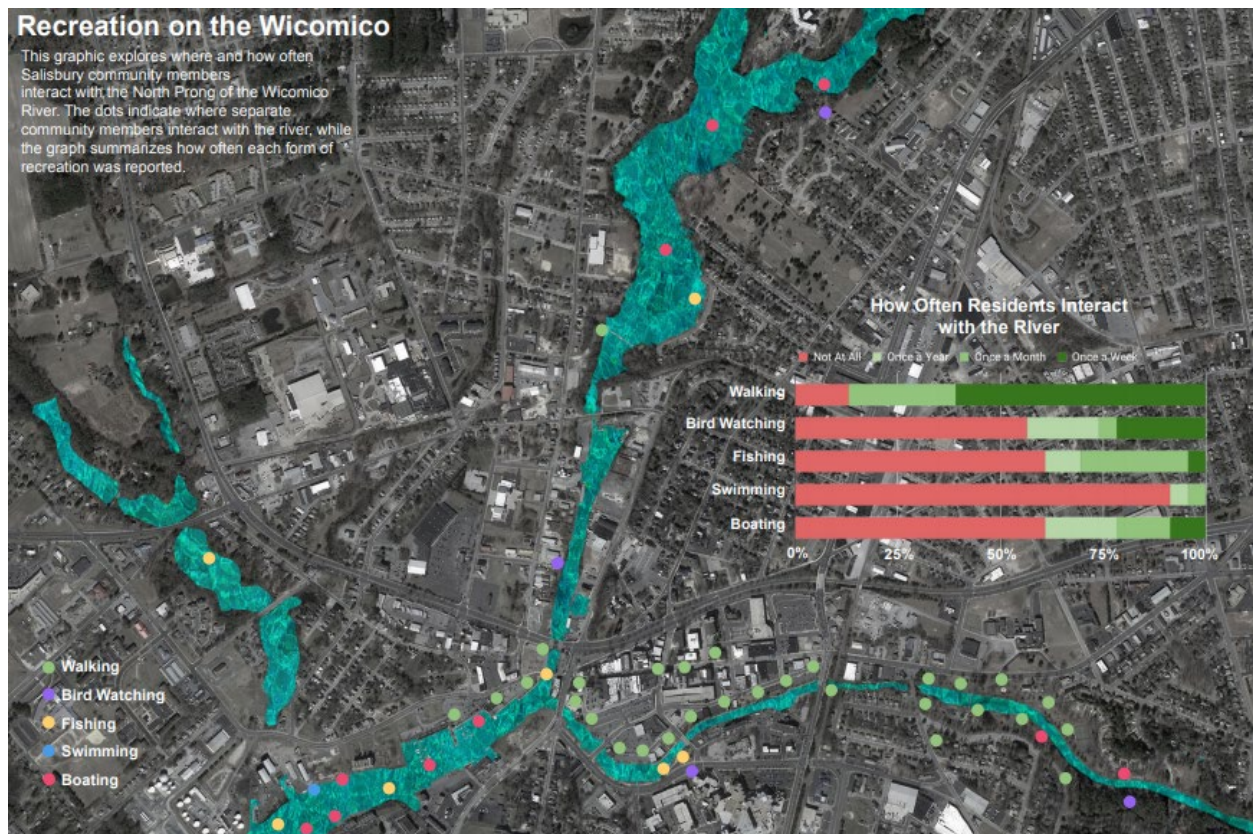 Recreation on the Wicomico
This graphic explores where and how often
Salisbury community members
interact with the North Prong of the Wicomico
River. The dots indicate where separate
community members interact with the river, while
the graph summarizes how often each form of
recreation was reported.
How Often Residents Interact
with the RIver
Not At All Once a Year Once a Month Once a Week
Walking
Bird Watching
Fishing
Swimming
Boating
0% 25% 50% 75% 100%
Walking
Bird Watching
Fishing
Swimming
Boating